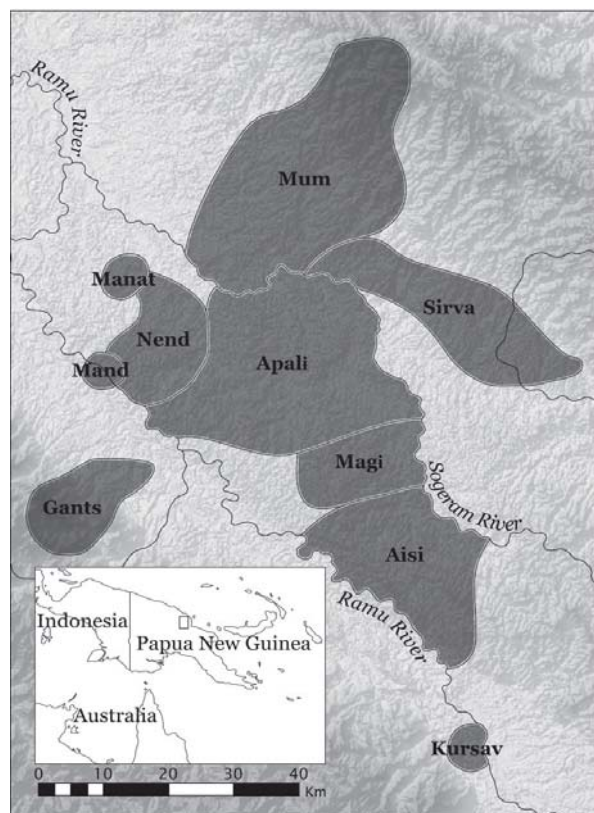 Ramu River
Mum
Manat
Sirva
Nend
Mand
Apali
Magi
Gants
Sogeram River
Aisi
Ramu River
Indonesia
Papua New Guinea
Australia
Kursav
0 10 20 30 40
Km